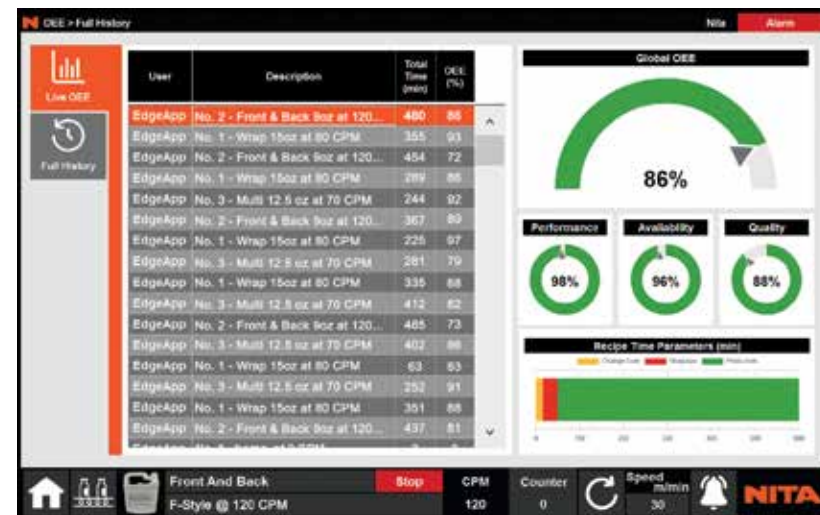 OEE > Full History
Nita
Alarm
Live OEE
Full History
User Description Total Time (min) OEE (%)
EdgeApp No. 2 - Front & Back 9oz at 120... 480 86
EdgeApp No. 1 - Wrap 15oz at 80 CPM 355 93
EdgeApp No. 2 - Front & Back 9oz at 120... 454 72
EdgeApp No. 1 - Wrap 15oz at 80 CPM 289 86
EdgeApp No. 3 - Multi 12.5 oz at 70 CPM 244 92
EdgeApp No. 2 - Front & Back 9oz at 120... 367 89
EdgeApp No. 1 - Wrap 15oz at 80 CPM 225 97
EdgeApp No. 3 - Multi 12.5 oz at 70 CPM 281 79
EdgeApp No. 1 - Wrap 15oz at 80 CPM 335 88
EdgeApp No. 3 - Multi 12.5 oz at 70 CPM 412 82
EdgeApp No. 2 - Front & Back 9oz at 120... 485 73
EdgeApp No. 3 - Multi 12.5 oz at 70 CPM 402
EdgeApp No. 1 - Wrap 15oz at 80 CPM 63 63
EdgeApp No. 3 - Multi 12.5 oz at 70 CPM 252 91
EdgeApp No. 1 - Wrap 15oz at 80 CPM 351 88
EdgeApp No. 2 - Front & Back 9oz at 120... 437 81
Global OEE
86%
Performance Availability Quality
98% 96% 88%
Recipe Time Parameters (min)
Front And Back
F-Style @ 120 CPM
Stop
CPM
120
Counter
0
Speed
m/min
30
NITA